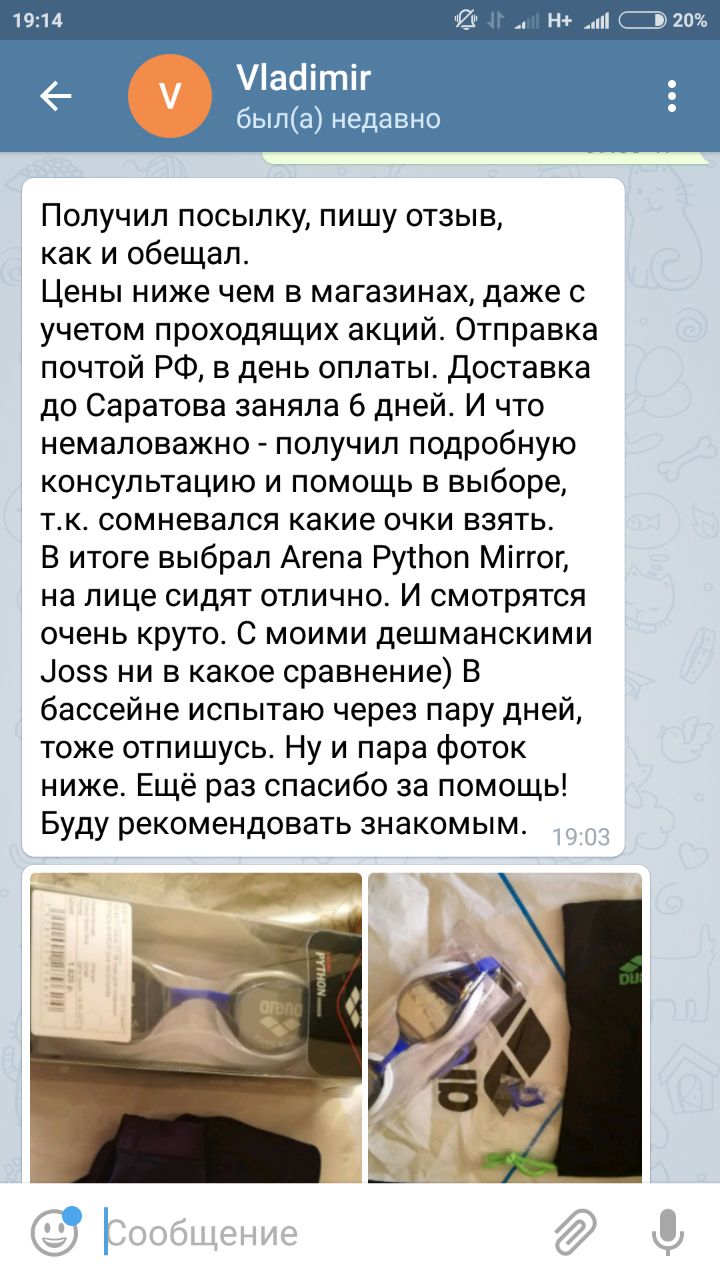 19:14
H+
20%
V
Vladimir
был(а) недавно
Получил посылку, пишу отзыв,
как и обещал.
Цены ниже чем в магазинах, даже с
учетом проходящих акций. Отправка
почтой РФ, в день оплаты. Доставка
до Саратова заняла 6 дней. И что
немаловажно - получил подробную
консультацию и помощь в выборе,
т.к. сомневался какие очки взять.
В итоге выбрал Arena Python Mirror,
на лице сидят отлично. И смотрятся
очень круто. С моими дешманскими
Joss ни в какое сравнение) В
бассейне испытаю через пару дней,
тоже отпишусь. Ну и пара фоток
ниже. Ещё раз спасибо за помощь!
Буду рекомендовать знакомым.
19:03
PYTHON
arena
Сообщение